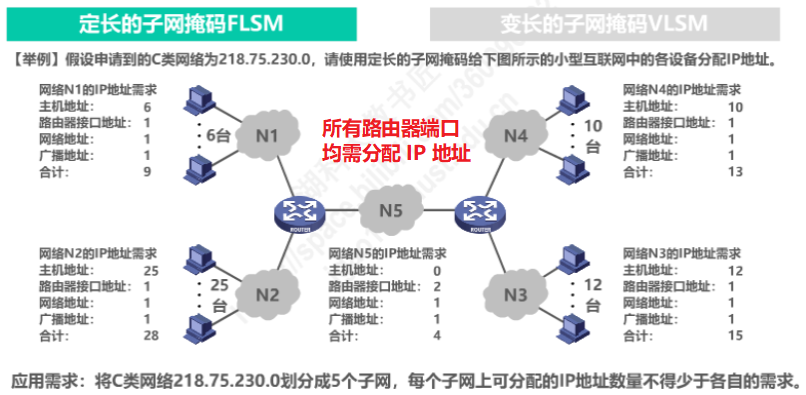 定长的子网掩码FLSM
变长的子网掩码VLSM
【举例】假设申请到的C类网络为218.75.230.0，请使用定长的子网掩码给下图所示的小型互联网中的各设备分配IP地址。
网络N1的IP地址需求
主机地址： 6
路由器接口地址： 1
网络地址： 1
广播地址： 1
合计： 9
6台
N1
所有路由器端口
均需分配 IP 地址
N4
10
台
网络N4的IP地址需求
主机地址： 10
路由器接口地址： 1
网络地址： 1
广播地址： 1
合计： 13
ROUTER
N5
ROUTER
网络N2的IP地址需求
主机地址： 25
路由器接口地址： 1
网络地址： 1
广播地址： 1
合计： 28
25
台
N2
网络N5的IP地址需求
主机地址： 0
路由器接口地址： 2
网络地址： 1
广播地址： 1
合计： 4
N3
12
台
网络N3的IP地址需求
主机地址： 12
路由器接口地址： 1
网络地址： 1
广播地址： 1
合计： 15
应用需求：将C类网络218.75.230.0划分成5个子网，每个子网上可分配的IP地址数量不得少于各自的需求。